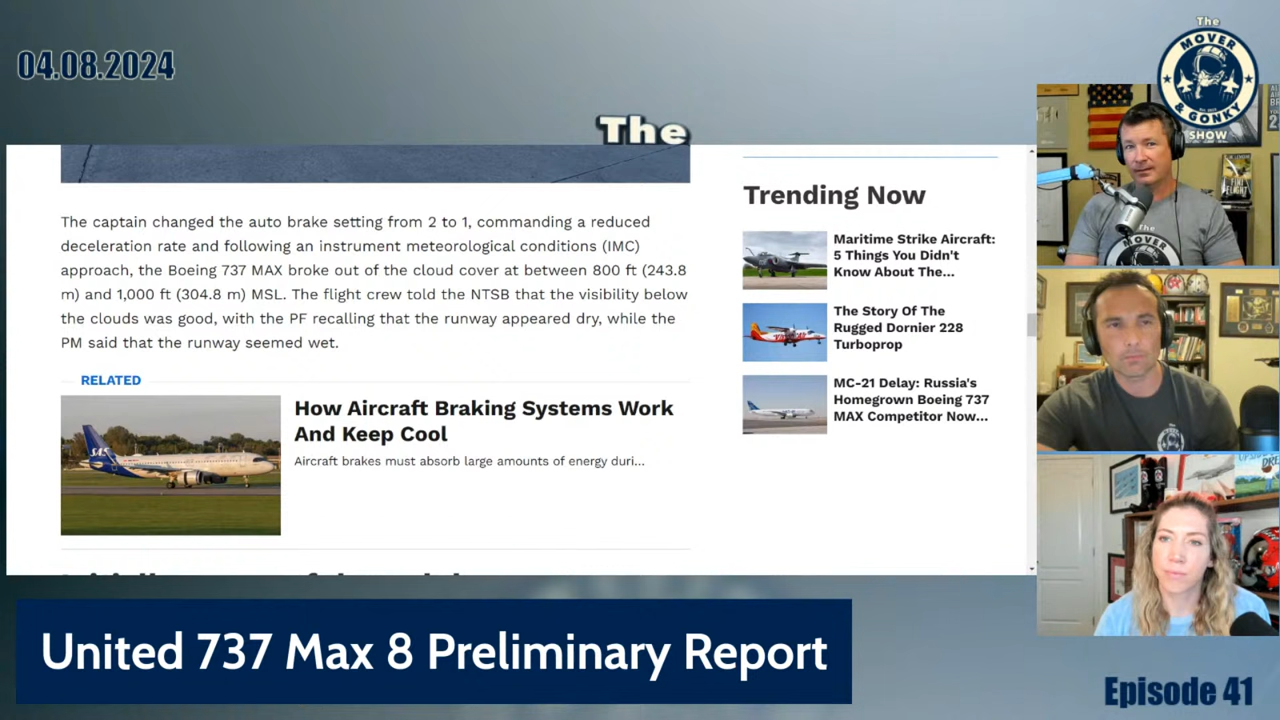 04.08.2024
The
MOVER
& GONKY
SHOW
The
The captain changed the auto brake setting from 2 to 1, commanding a reduced
deceleration rate and following an instrument meteorological conditions (IMC)
approach, the Boeing 737 MAX broke out of the cloud cover at between 800 ft (243.8
m) and 1,000 ft (304.8 m) MSL. The flight crew told the NTSB that the visibility below
the clouds was good, with the PF recalling that the runway appeared dry, while the
PM said that the runway seemed wet.
RELATED
How Aircraft Braking Systems Work
And Keep Cool
Aircraft brakes must absorb large amounts of energy duri...
Trending Now
Maritime Strike Aircraft:
5 Things You Didn't
Know About The...
The Story Of The
Rugged Dornier 228
Turboprop
MC-21 Delay: Russia's
Homegrown Boeing 737
MAX Competitor Now...
SAS
FINI
FLIGHT
The
MOVER
United 737 Max 8 Preliminary Report
Episode 41